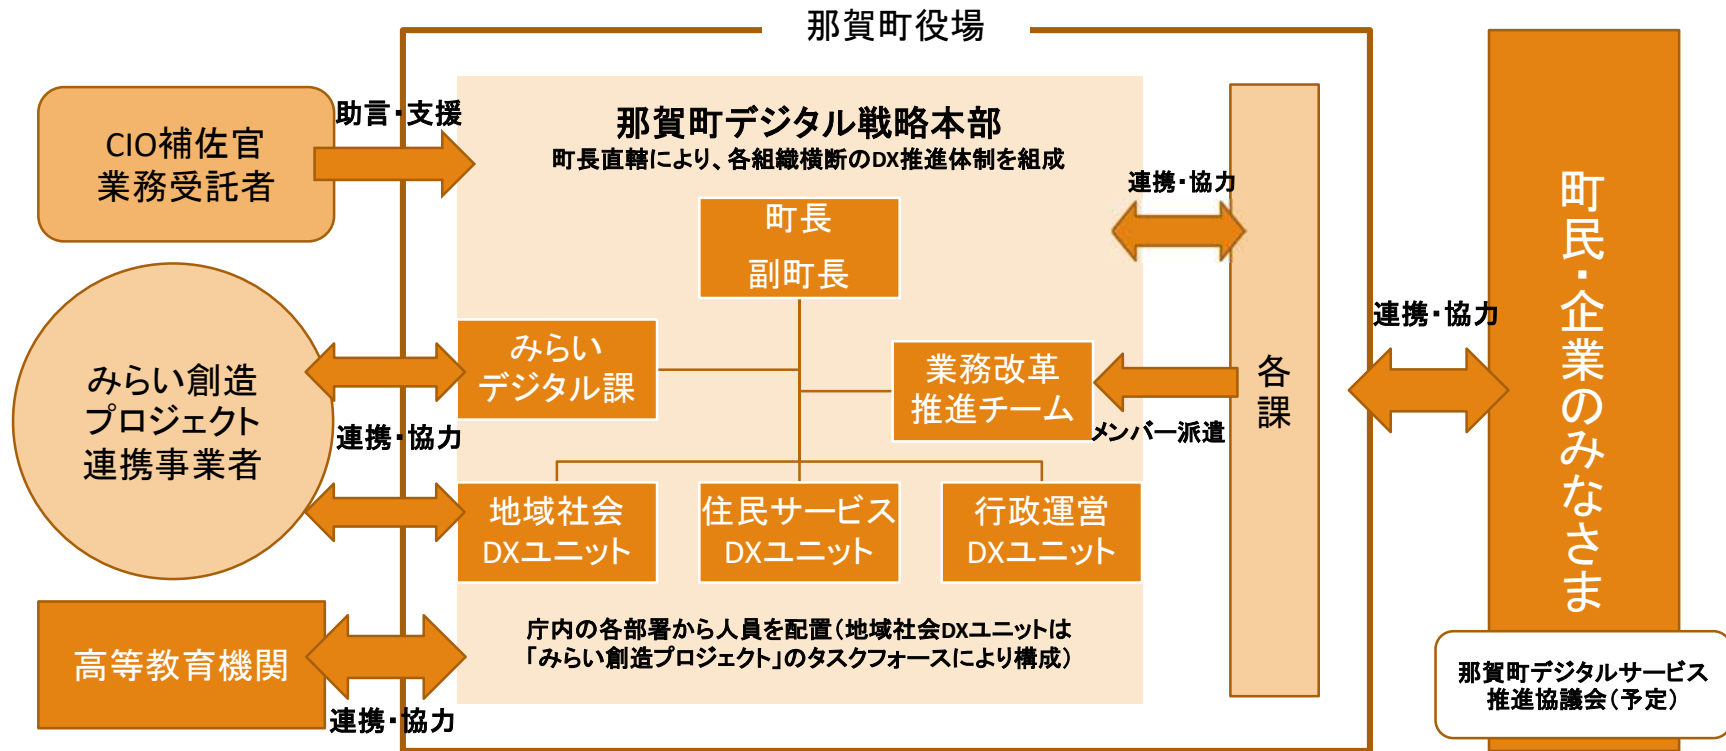 那賀町役場
CIO補佐官
業務受託者
助言・支援
那賀町デジタル戦略本部
町長直轄により、各組織横断のDX推進体制を組成
町長
副町長
みらい
デジタル課
業務改革
推進チーム
地域社会
DXユニット
住民サービス
DXユニット
行政運営
DXユニット
庁内の各部署から人員を配置（地域社会DXユニットは
「みらい創造プロジェクト」のタスクフォースにより構成）
みらい創造
プロジェクト
連携事業者
連携・協力
高等教育機関
連携・協力
連携・協力
メンバー派遣
各課
連携・協力
町民・企業のみなさま
那賀町デジタルサービス
推進協議会（予定）